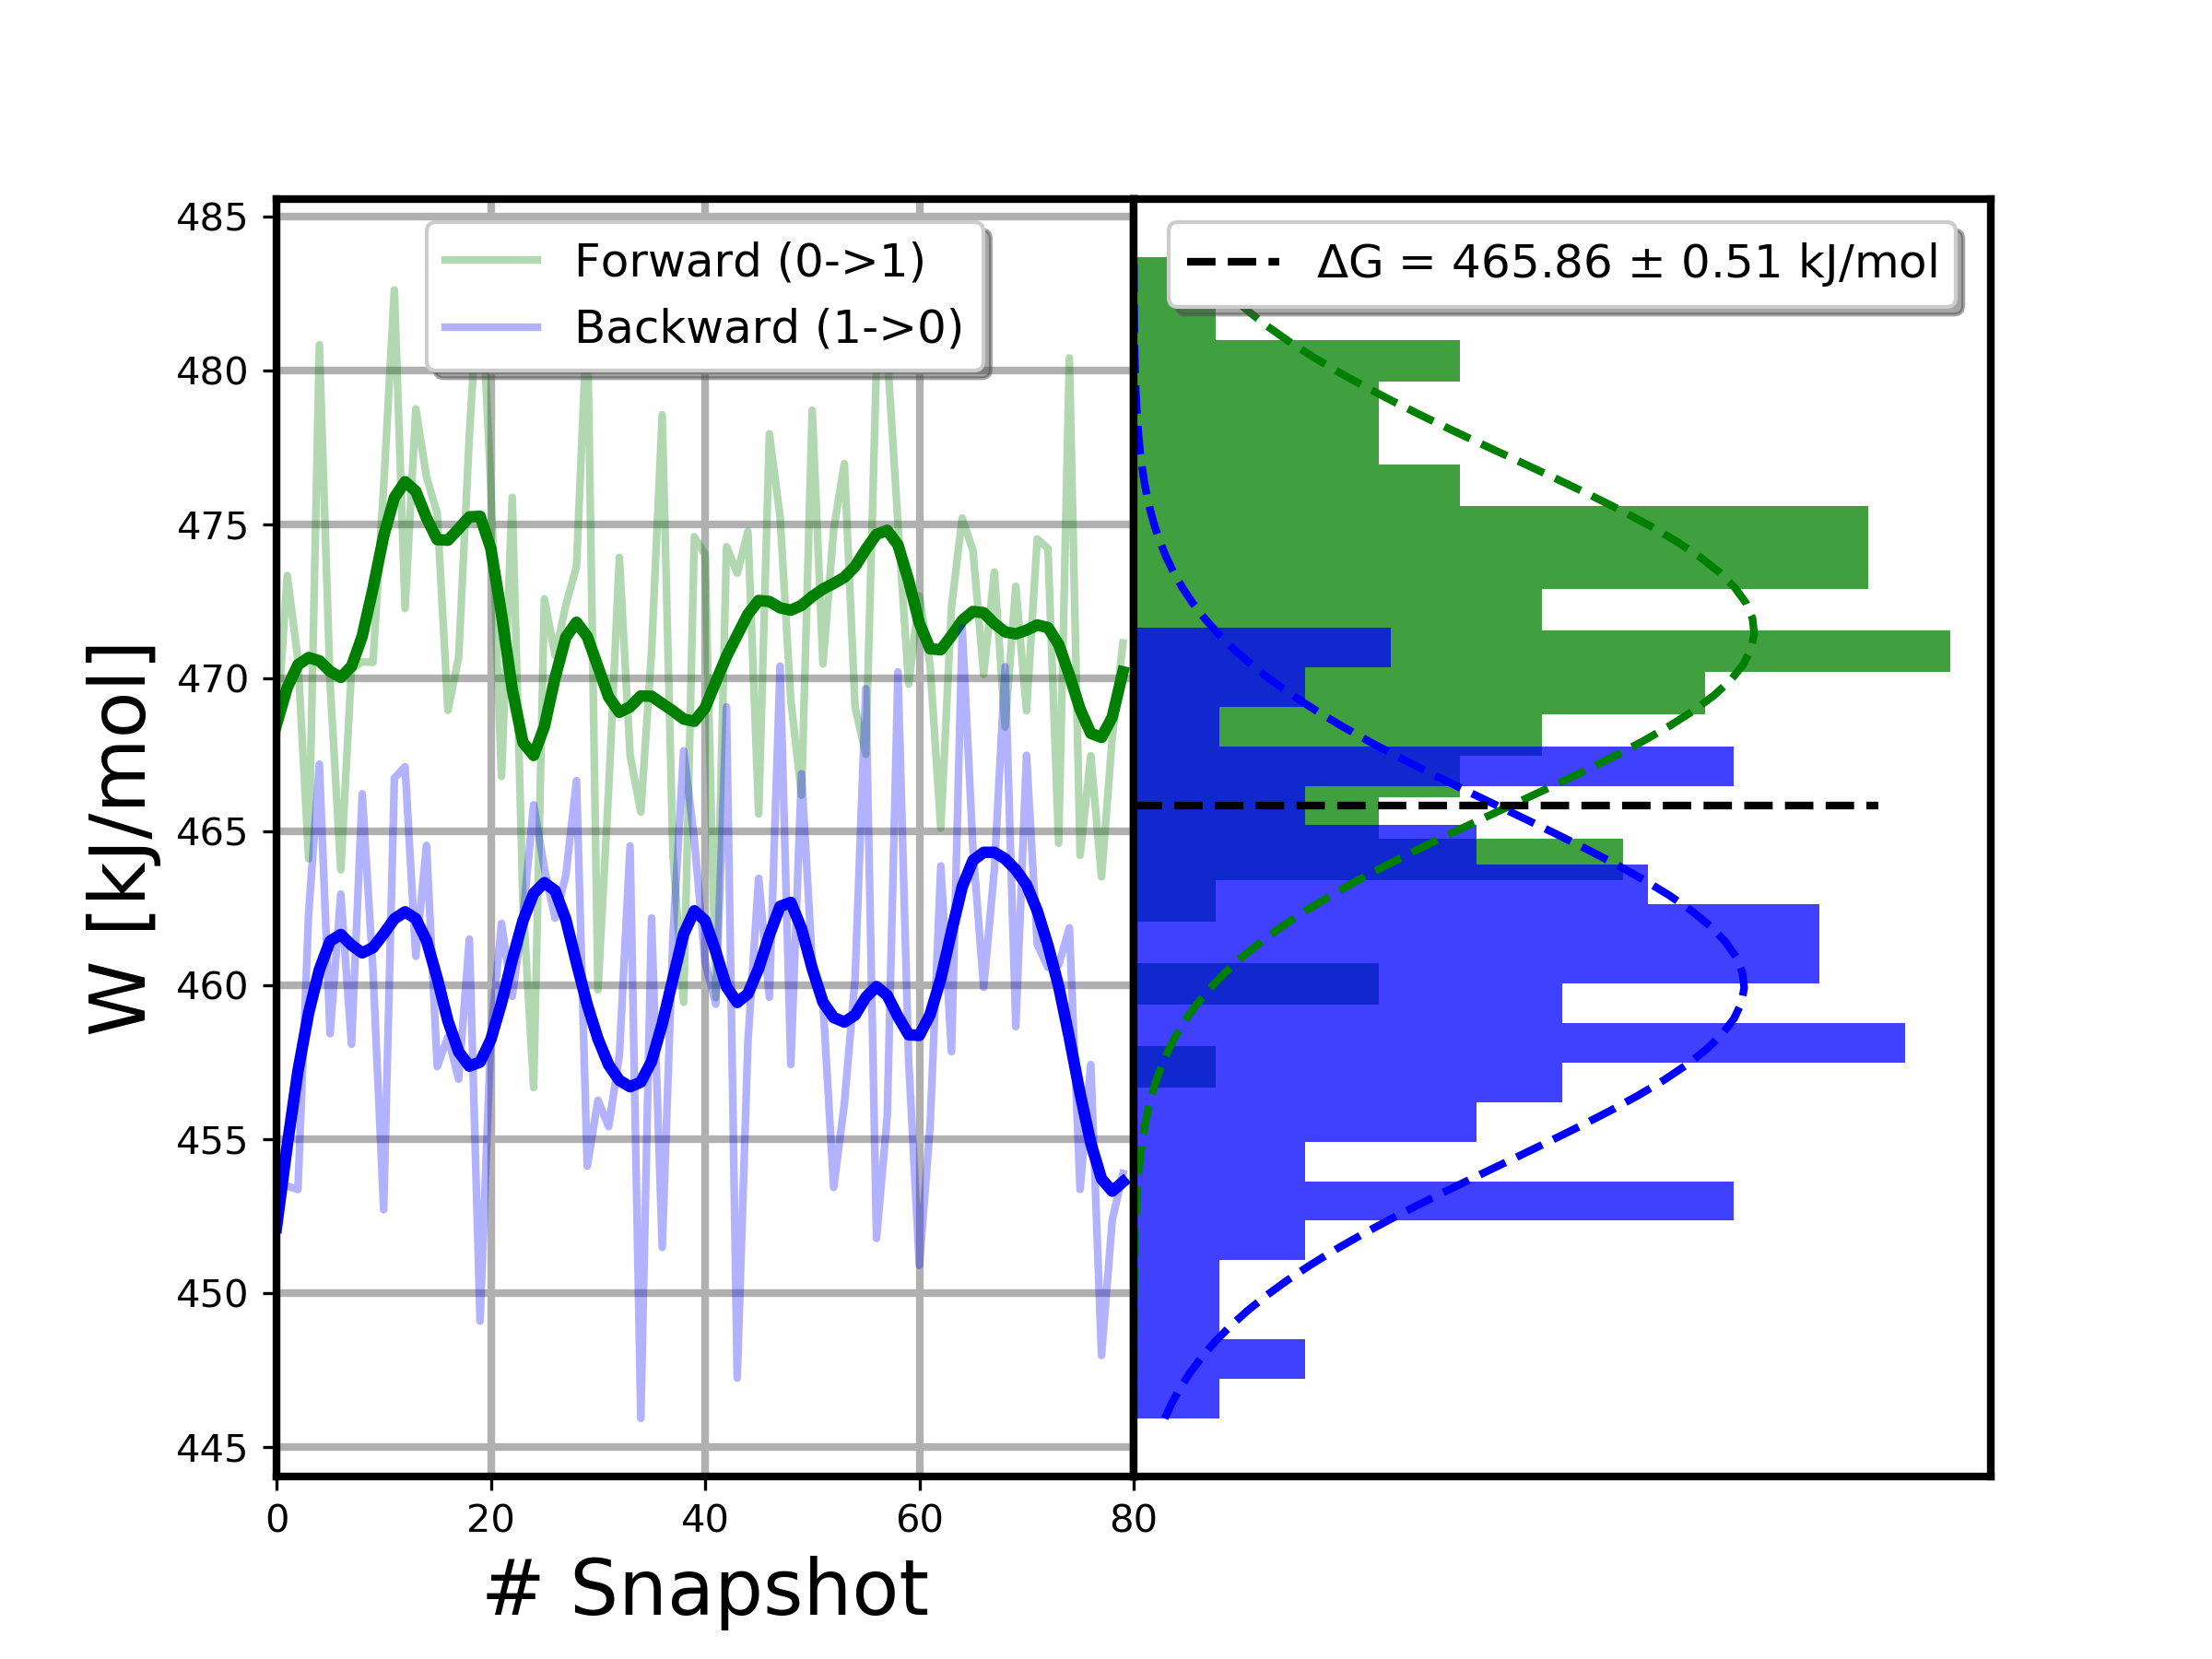 Forward (0->1)
Backward (1->0)
ΔG = 465.86 ± 0.51 kJ/mol
W [kJ/mol]
485
480
475
470
465
460
455
450
445
0 20 40 60 80
# Snapshot